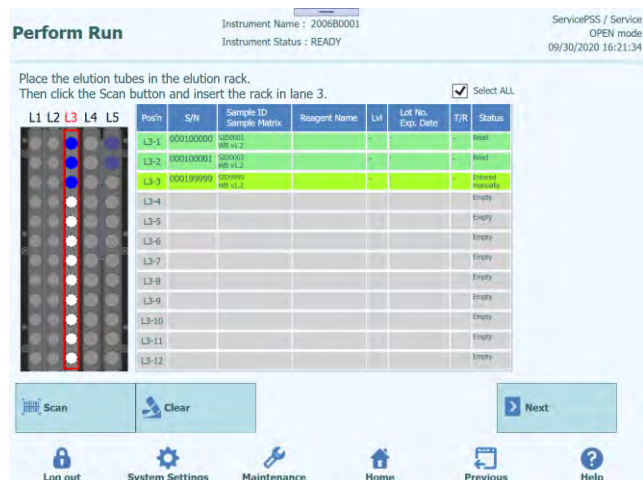 Perform Run
Instrument Name : 2006B0001
Instrument Status : READY
ServicePSS / Service
OPEN mode
09/30/2020 16:21:34
Place the elution tubes in the elution rack.
Then click the Scan button and insert the rack in lane 3.
Select ALL
L1 L2 L3 L4 L5
Pos'n S/N Sample ID Sample Matrix Reagent Name Lvl Lot No. Exp. Date T/R Status
L3-1 000100000 SID0001 WB v1.2 - - - Read
L3-2 000100001 SID0002 WB v1.2 - - - Read
L3-3 000199999 SID9999 WB v1.2 - - - Entered manually
L3-4 Empty
L3-5 Empty
L3-6 Empty
L3-7 Empty
L3-8 Empty
L3-9 Empty
L3-10 Empty
L3-11 Empty
L3-12 Empty
Scan
Clear
Next
Log out
System Settings
Maintenance
Home
Previous
Help